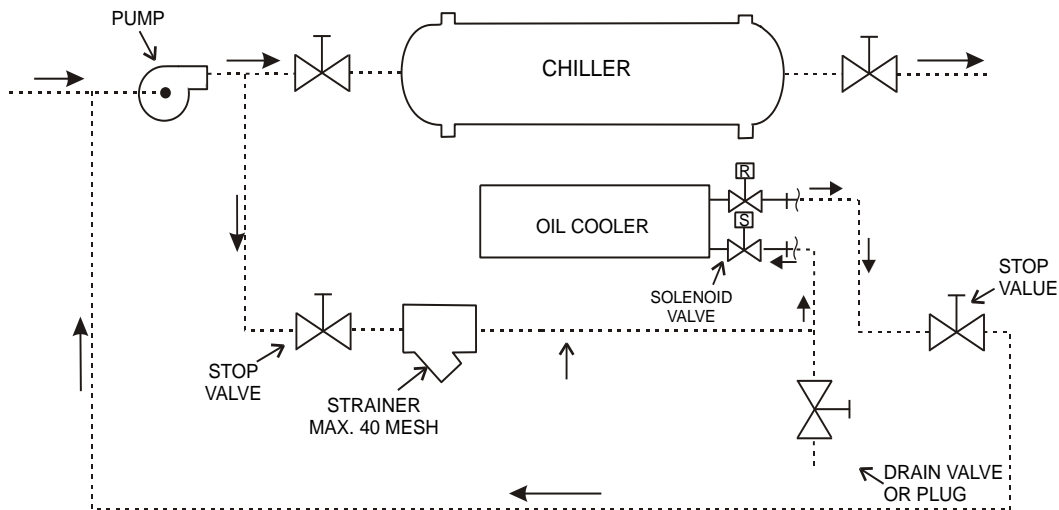 PUMP
CHILLER
R
OIL COOLER
S
SOLENOID
VALVE
STOP
VALUE
STOP
VALVE
STRAINER
MAX. 40 MESH
DRAIN VALVE
OR PLUG